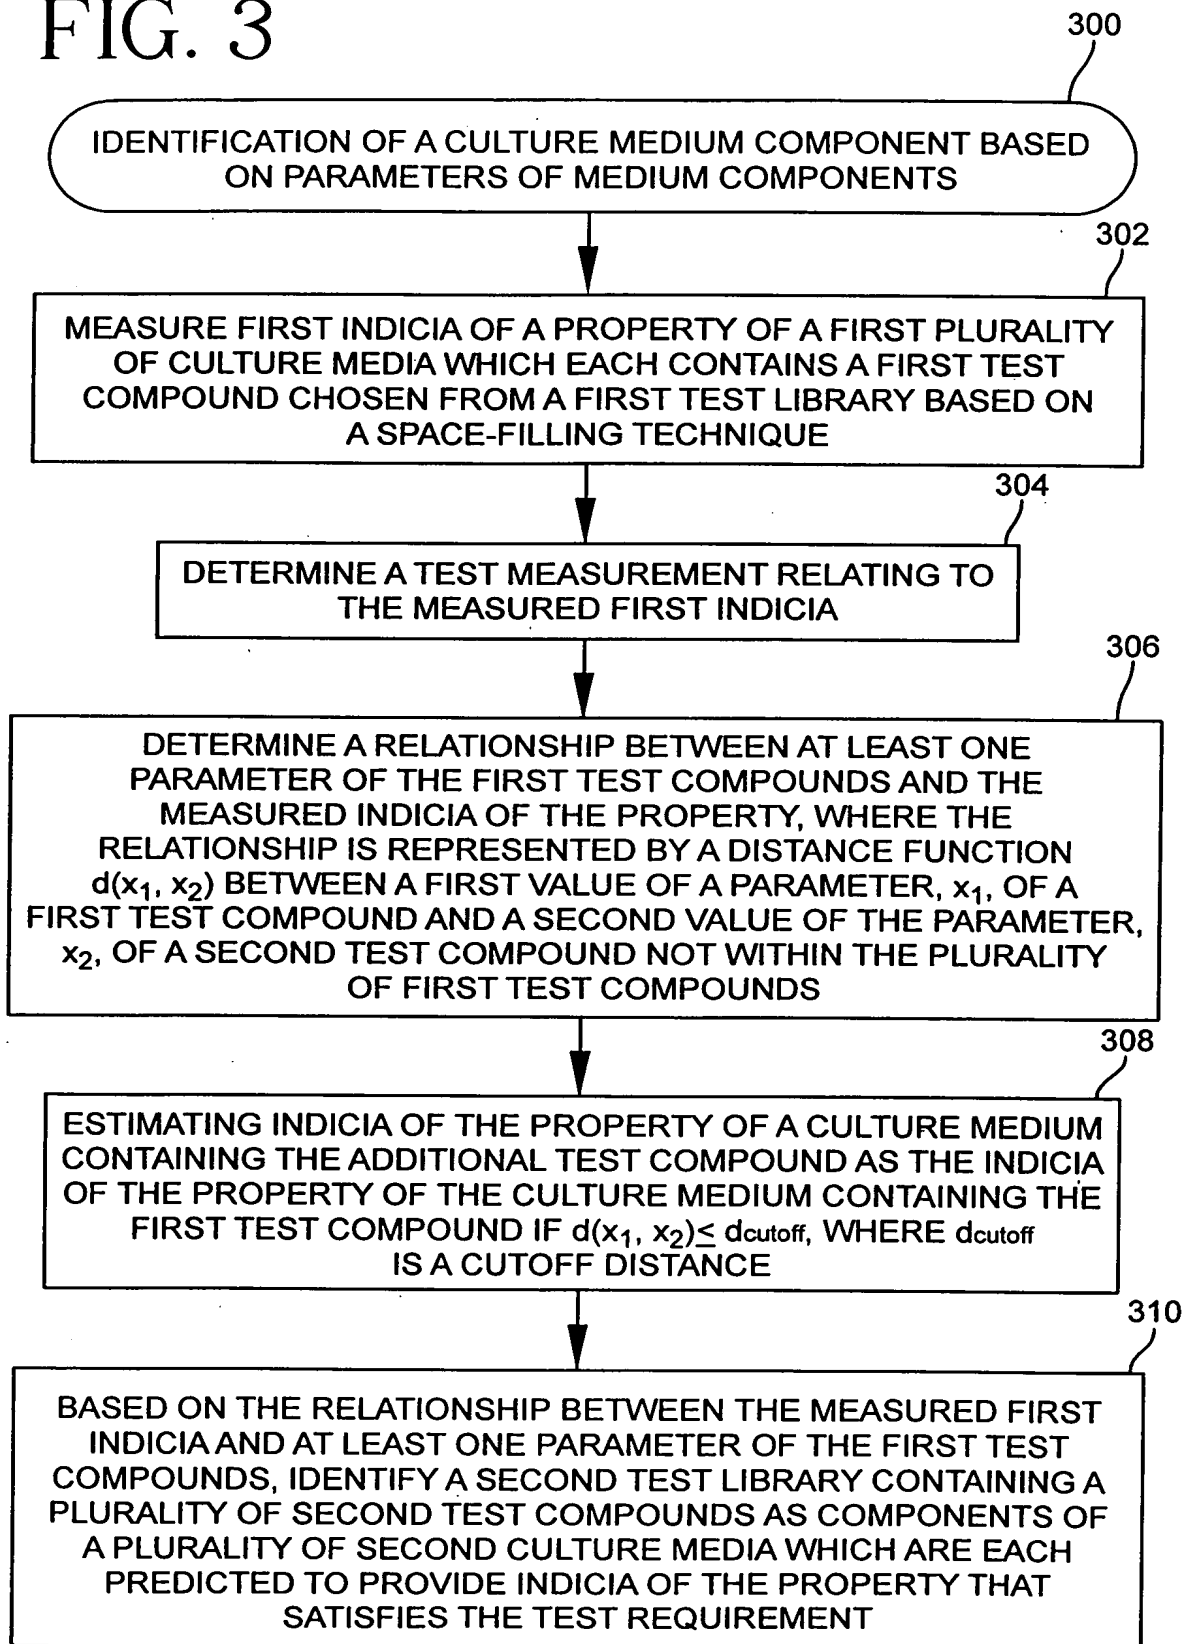 FIG. 3
300
IDENTIFICATION OF A CULTURE MEDIUM COMPONENT BASED
ON PARAMETERS OF MEDIUM COMPONENTS
302
MEASURE FIRST INDICIA OF A PROPERTY OF A FIRST PLURALITY
OF CULTURE MEDIA WHICH EACH CONTAINS A FIRST TEST
COMPOUND CHOSEN FROM A FIRST TEST LIBRARY BASED ON
A SPACE-FILLING TECHNIQUE
304
DETERMINE A TEST MEASUREMENT RELATING TO
THE MEASURED FIRST INDICIA
306
DETERMINE A RELATIONSHIP BETWEEN AT LEAST ONE
PARAMETER OF THE FIRST TEST COMPOUNDS AND THE
MEASURED INDICIA OF THE PROPERTY, WHERE THE
RELATIONSHIP IS REPRESENTED BY A DISTANCE FUNCTION
d(x₁, x₂) BETWEEN A FIRST VALUE OF A PARAMETER, x₁, OF A
FIRST TEST COMPOUND AND A SECOND VALUE OF THE PARAMETER,
x₂, OF A SECOND TEST COMPOUND NOT WITHIN THE PLURALITY
OF FIRST TEST COMPOUNDS
308
ESTIMATING INDICIA OF THE PROPERTY OF A CULTURE MEDIUM
CONTAINING THE ADDITIONAL TEST COMPOUND AS THE INDICIA
OF THE PROPERTY OF THE CULTURE MEDIUM CONTAINING THE
FIRST TEST COMPOUND IF d(x₁, x₂)≤ dcutoff, WHERE dcutoff
IS A CUTOFF DISTANCE
310
BASED ON THE RELATIONSHIP BETWEEN THE MEASURED FIRST
INDICIA AND AT LEAST ONE PARAMETER OF THE FIRST TEST
COMPOUNDS, IDENTIFY A SECOND TEST LIBRARY CONTAINING A
PLURALITY OF SECOND TEST COMPOUNDS AS COMPONENTS OF
A PLURALITY OF SECOND CULTURE MEDIA WHICH ARE EACH
PREDICTED TO PROVIDE INDICIA OF THE PROPERTY THAT
SATISFIES THE TEST REQUIREMENT